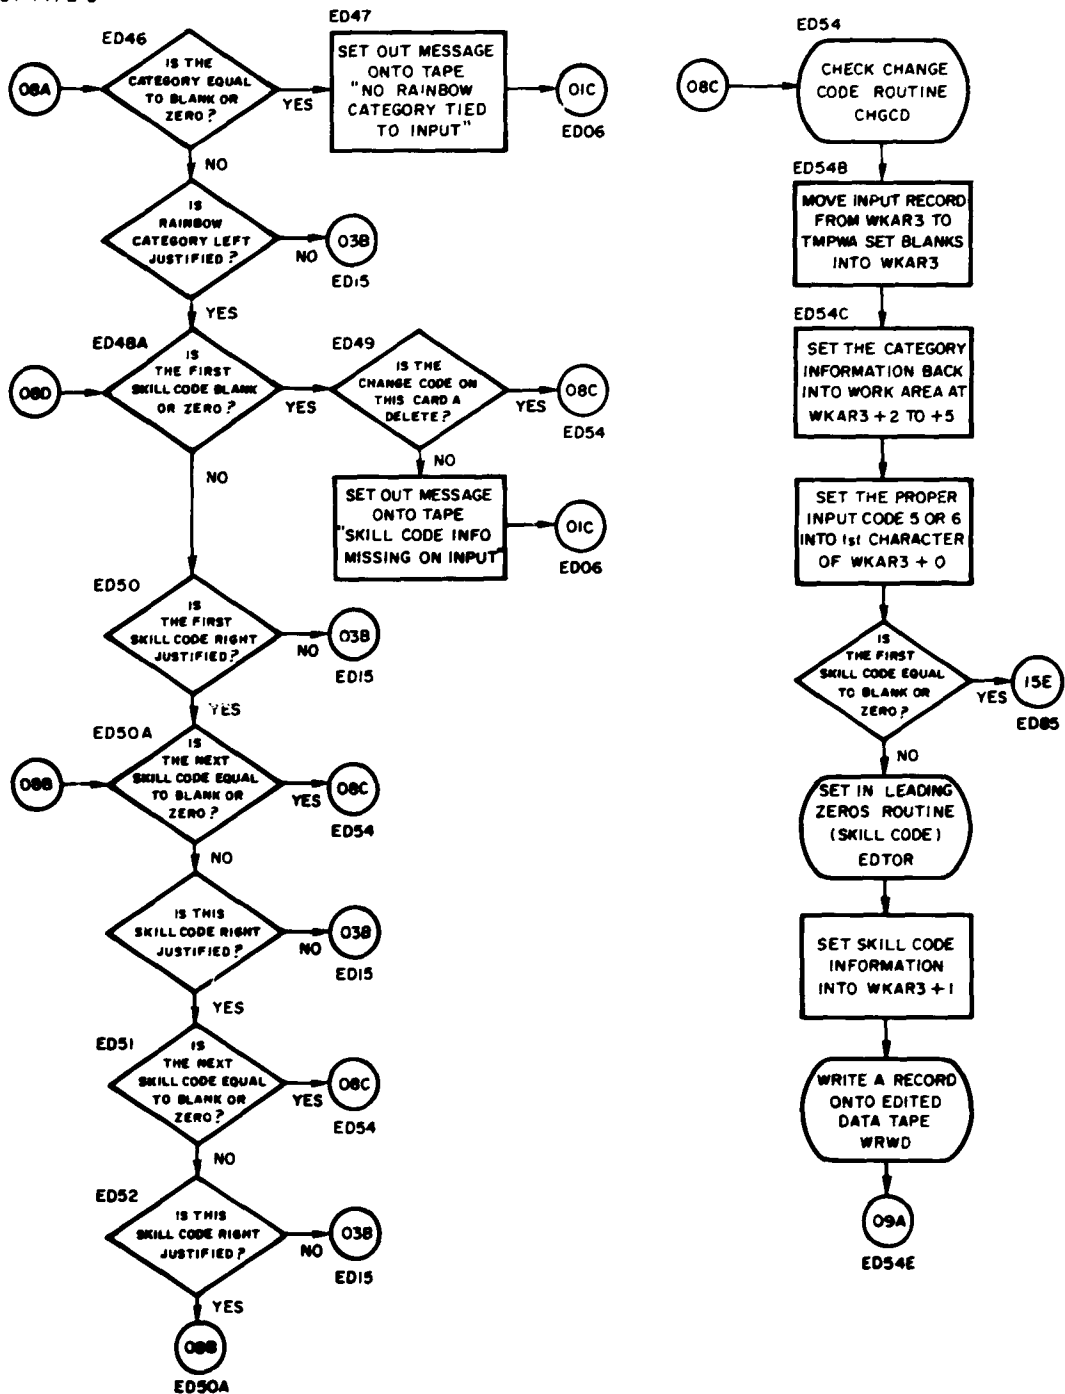 ED46
IS THE
CATEGORY EQUAL
TO BLANK OR
ZERO?
08A
YES
NO
ED47
SET OUT MESSAGE
ONTO TAPE
"NO RAINBOW
CATEGORY TIED
TO INPUT"
01C
ED06
IS
RAINBOW
CATEGORY LEFT
JUSTIFIED?
NO
03B
ED15
YES
ED48A
IS
THE FIRST
SKILL CODE BLANK
OR ZERO?
08D
YES
NO
ED49
IS THE
CHANGE CODE ON
THIS CARD A
DELETE?
YES
08C
ED54
NO
SET OUT MESSAGE
ONTO TAPE
"SKILL CODE INFO
MISSING ON INPUT"
01C
ED06
ED50
IS
THE FIRST
SKILL CODE RIGHT
JUSTIFIED?
NO
03B
ED15
YES
ED50A
IS
THE NEXT
SKILL CODE EQUAL
TO BLANK OR
ZERO?
08B
YES
08C
ED54
NO
IS THIS
SKILL CODE RIGHT
JUSTIFIED?
NO
03B
ED15
YES
ED51
IS
THE NEXT
SKILL CODE EQUAL
TO BLANK OR
ZERO?
YES
08C
ED54
NO
ED52
IS THIS
SKILL CODE RIGHT
JUSTIFIED?
NO
03B
ED15
YES
08B
ED50A
ED54
08C
CHECK CHANGE
CODE ROUTINE
CHGCD
ED54B
MOVE INPUT RECORD
FROM WKAR3 TO
TMPWA SET BLANKS
INTO WKAR3
ED54C
SET THE CATEGORY
INFORMATION BACK
INTO WORK AREA AT
WKAR3 +2 TO +5
SET THE PROPER
INPUT CODE 5 OR 6
INTO 1st CHARACTER
OF WKAR3 + 0
IS
THE FIRST
SKILL CODE EQUAL
TO BLANK OR
ZERO?
YES
15E
ED85
NO
SET IN LEADING
ZEROS ROUTINE
(SKILL CODE)
EDTOR
SET SKILL CODE
INFORMATION
INTO WKAR3 +1
WRITE A RECORD
ONTO EDITED
DATA TAPE
WRWD
09A
ED54E